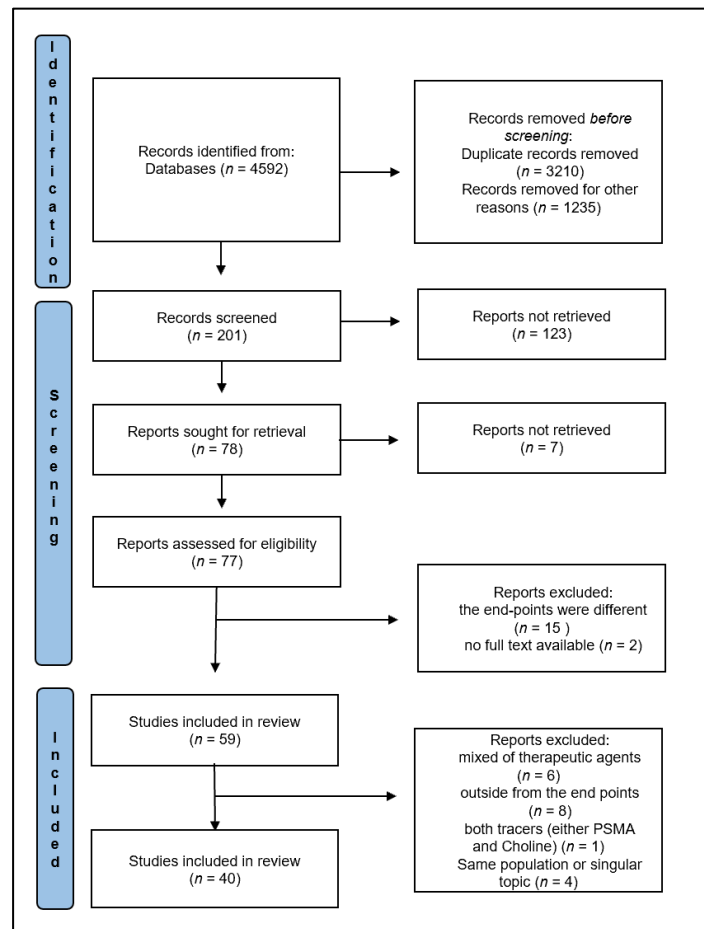 Identification
Records identified from:
Databases (n = 4592)
Records removed before
screening:
Duplicate records removed
(n = 3210)
Records removed for other
reasons (n = 1235)
Screening
Records screened
(n = 201)
Reports not retrieved
(n = 123)
Reports sought for retrieval
(n = 78)
Reports not retrieved
(n = 7)
Reports assessed for eligibility
(n = 77)
Reports excluded:
the end-points were different
(n = 15 )
no full text available (n = 2)
Included
Studies included in review
(n = 59)
Reports excluded:
mixed of therapeutic agents
(n = 6)
outside from the end points
(n = 8)
both tracers (either PSMA
and Choline) (n = 1)
Same population or singular
topic (n = 4)
Studies included in review
(n = 40)